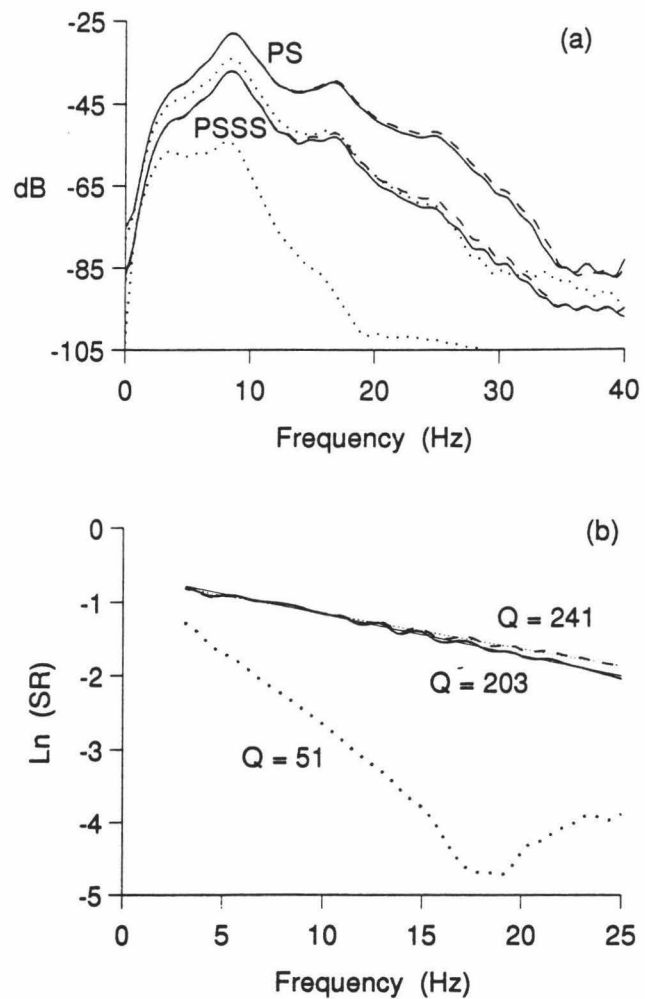 -25
(a)
PS
-45
PSSS
dB
-65
-85
-105
0 10 20 30 40
Frequency (Hz)
0
(b)
-1
Q = 241
-2
Q = 203
Ln (SR)
-3
Q = 51
-4
-5
0 5 10 15 20 25
Frequency (Hz)